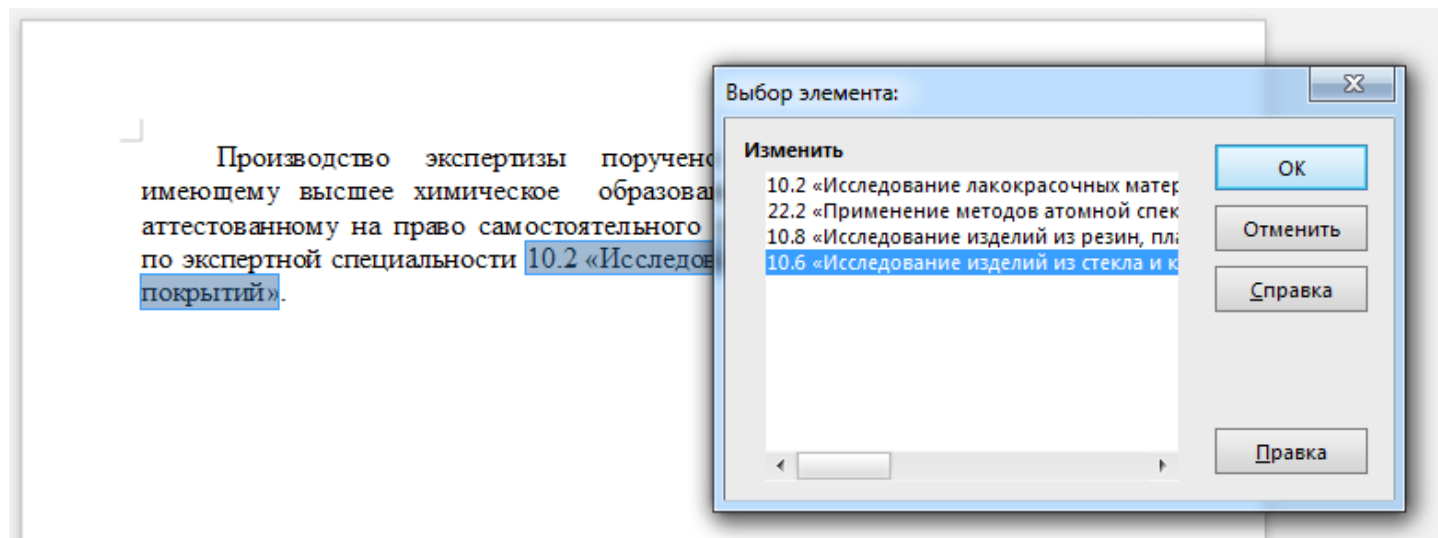 Производство экспертизы поручено
имеющему высшее химическое образова
аттестованному на право самостоятельного
по экспертной специальности 10.2 «Исследов
покрытий».
Выбор элемента:
Изменить
10.2 «Исследование лакокрасочных матер
22.2 «Применение методов атомной спек
10.8 «Исследование изделий из резин, пла
10.6 «Исследование изделий из стекла и к
ОК
Отменить
Справка
Правка